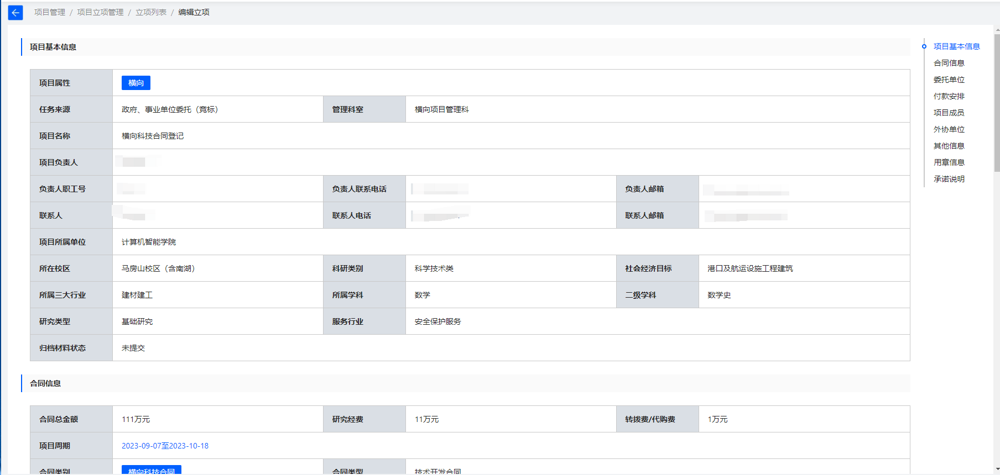 项目管理 / 项目立项管理 / 立项列表 / 编辑立项
项目基本信息
项目属性 横向
任务来源 政府、事业单位委托（竞标） 管理科室 横向项目管理科
项目名称 横向科技合同登记
项目负责人
负责人职工号 负责人联系电话 负责人邮箱
联系人 联系人电话 联系人邮箱
项目所属单位 计算机智能学院
所在校区 马房山校区（含南湖） 科研类别 科学技术类 社会经济目标 港口及航运设施工程建筑
所属三大行业 建材建工 所属学科 数学 二级学科 数学史
研究类型 基础研究 服务行业 安全保护服务
归档材料状态 未提交
合同信息
合同总金额 111万元 研究经费 11万元 转拨费/代购费 1万元
项目周期 2023-09-07至2023-10-18
合同类别 横向科技合同 合同类型 技术开发合同
项目基本信息
合同信息
委托单位
付款安排
项目成员
外协单位
其他信息
用章信息
承诺说明